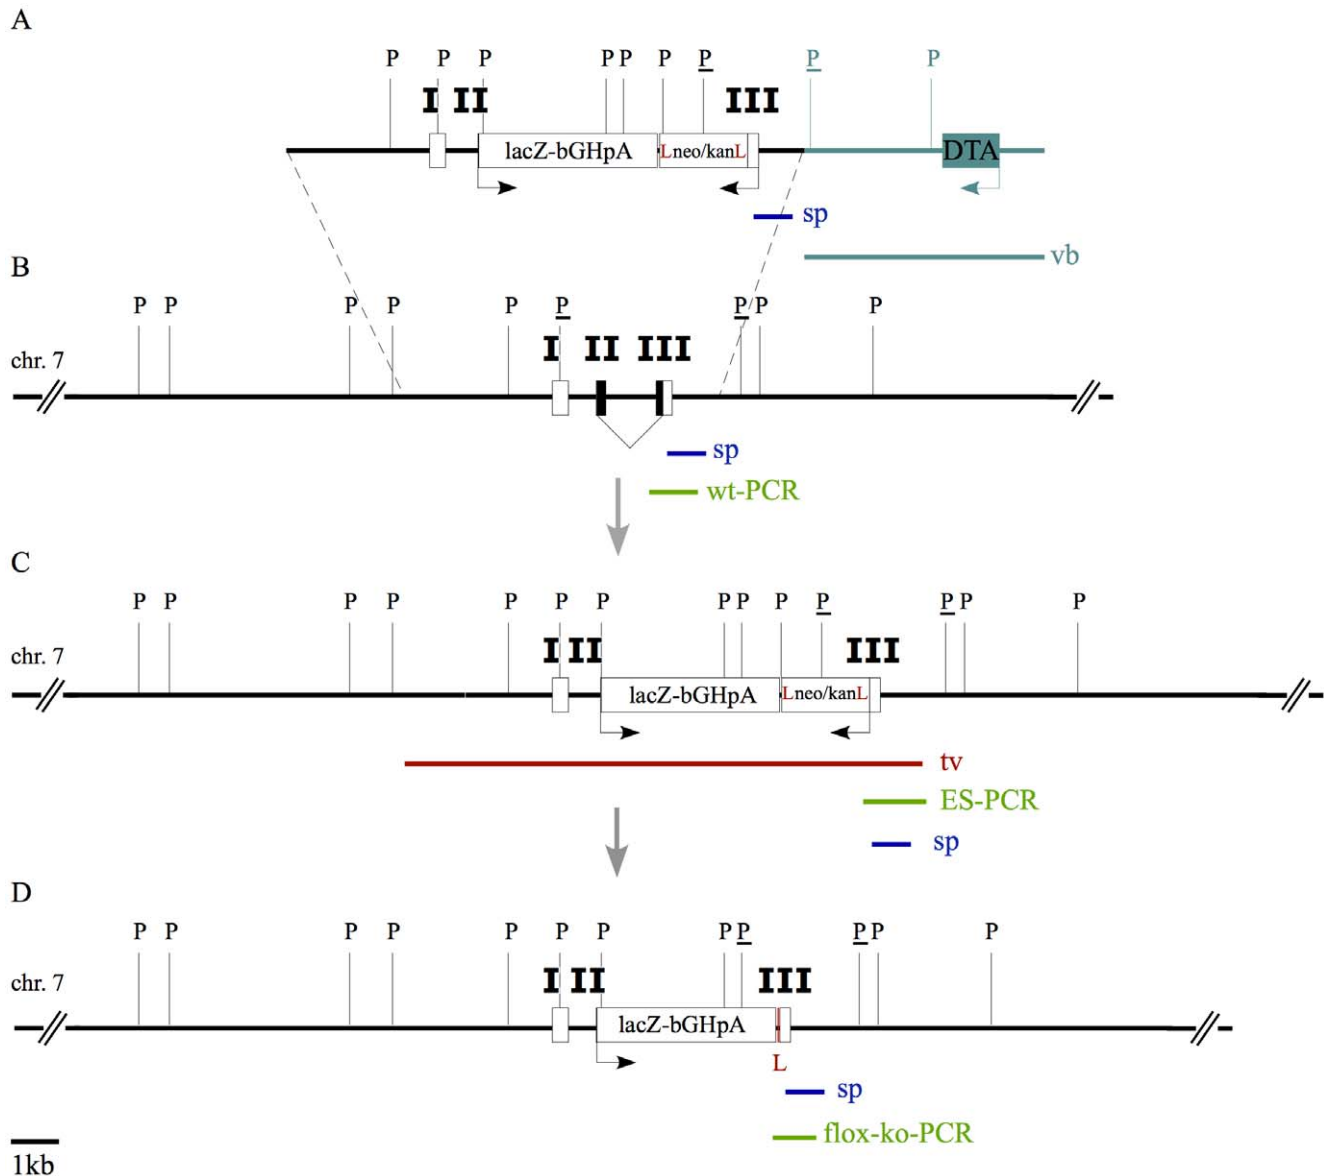 A
P P P P P P P P P
I II III
lacZ-bGHpA Lneo/kanL DTA
sp
vb
B
P P P P P P P P P
I II III
chr. 7
sp
wt-PCR
C
P P P P P P P P P P P P P P
I II III
chr. 7
lacZ-bGHpA Lneo/kanL
tv
ES-PCR
sp
D
P P P P P P P P P P P P
I II III
chr. 7
lacZ-bGHpA
L
sp
flox-ko-PCR
1kb